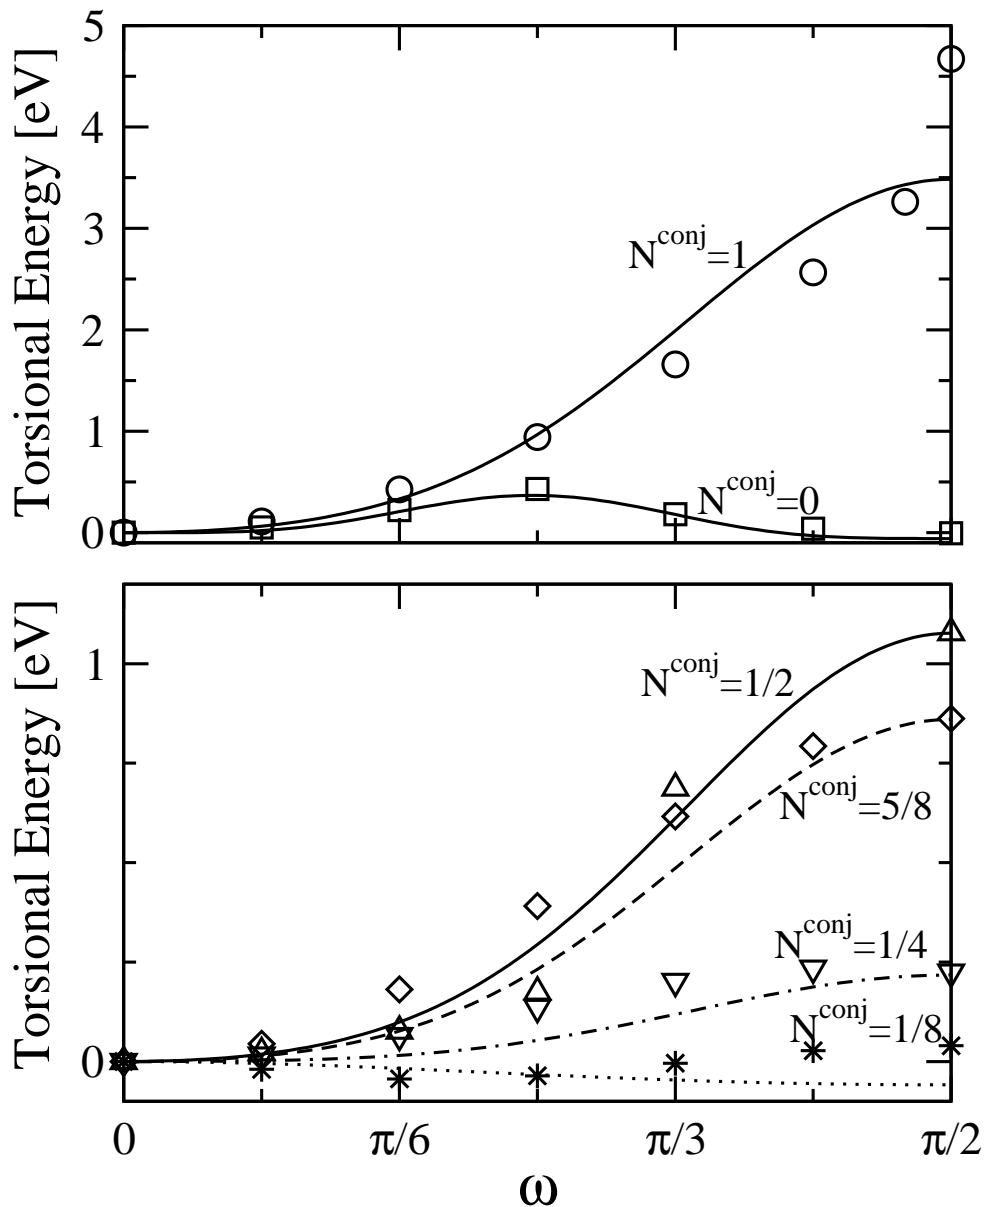 5
4
3
2
1
0
Torsional Energy [eV]
N^conj=1
N^conj=0
1
0
Torsional Energy [eV]
N^conj=1/2
N^conj=5/8
N^conj=1/4
N^conj=1/8
0 π/6 π/3 π/2
ω